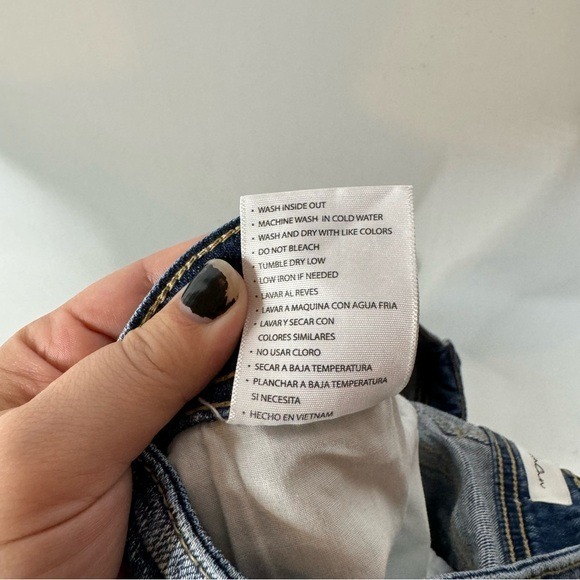 • WASH INSIDE OUT
• MACHINE WASH IN COLD WATER
• WASH AND DRY WITH LIKE COLORS
• DO NOT BLEACH
• TUMBLE DRY LOW
• LOW IRON IF NEEDED
• LAVAR AL REVES
• LAVAR A MAQUINA CON AGUA FRIA
• LAVAR Y SECAR CON
COLORES SIMILARES
• NO USAR CLORO
• SECAR A BAJA TEMPERATURA
• PLANCHAR A BAJA TEMPERATURA
SI NECESITA
• HECHO EN VIETNAM